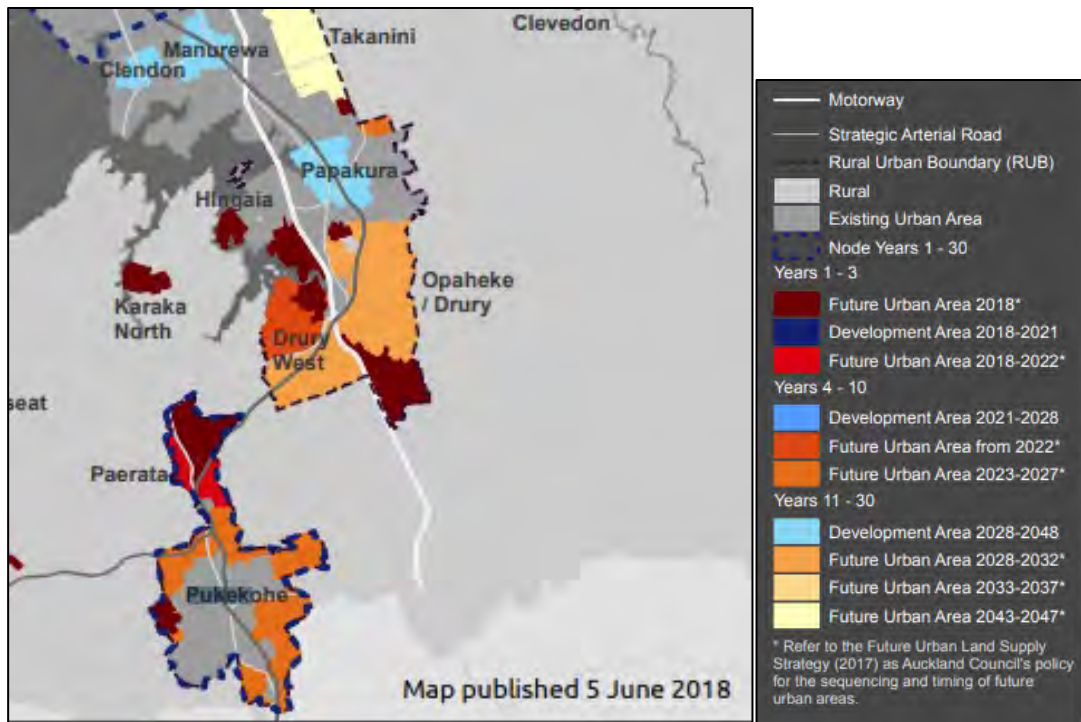 Clevedon
Takanini
Manurewa
Clendon
Papakura
Hingaia
Opaheke
/ Drury
Karaka
North
Drury
West
seat
Paerata
Pukekohe
Map published 5 June 2018
Motorway
Strategic Arterial Road
Rural Urban Boundary (RUB)
Rural
Existing Urban Area
Node Years 1 - 30
Years 1 - 3
Future Urban Area 2018*
Development Area 2018-2021
Future Urban Area 2018-2022*
Years 4 - 10
Development Area 2021-2028
Future Urban Area from 2022*
Future Urban Area 2023-2027*
Years 11 - 30
Development Area 2028-2048
Future Urban Area 2028-2032*
Future Urban Area 2033-2037*
Future Urban Area 2043-2047*
* Refer to the Future Urban Land Supply
Strategy (2017) as Auckland Council's policy
for the sequencing and timing of future
urban areas.